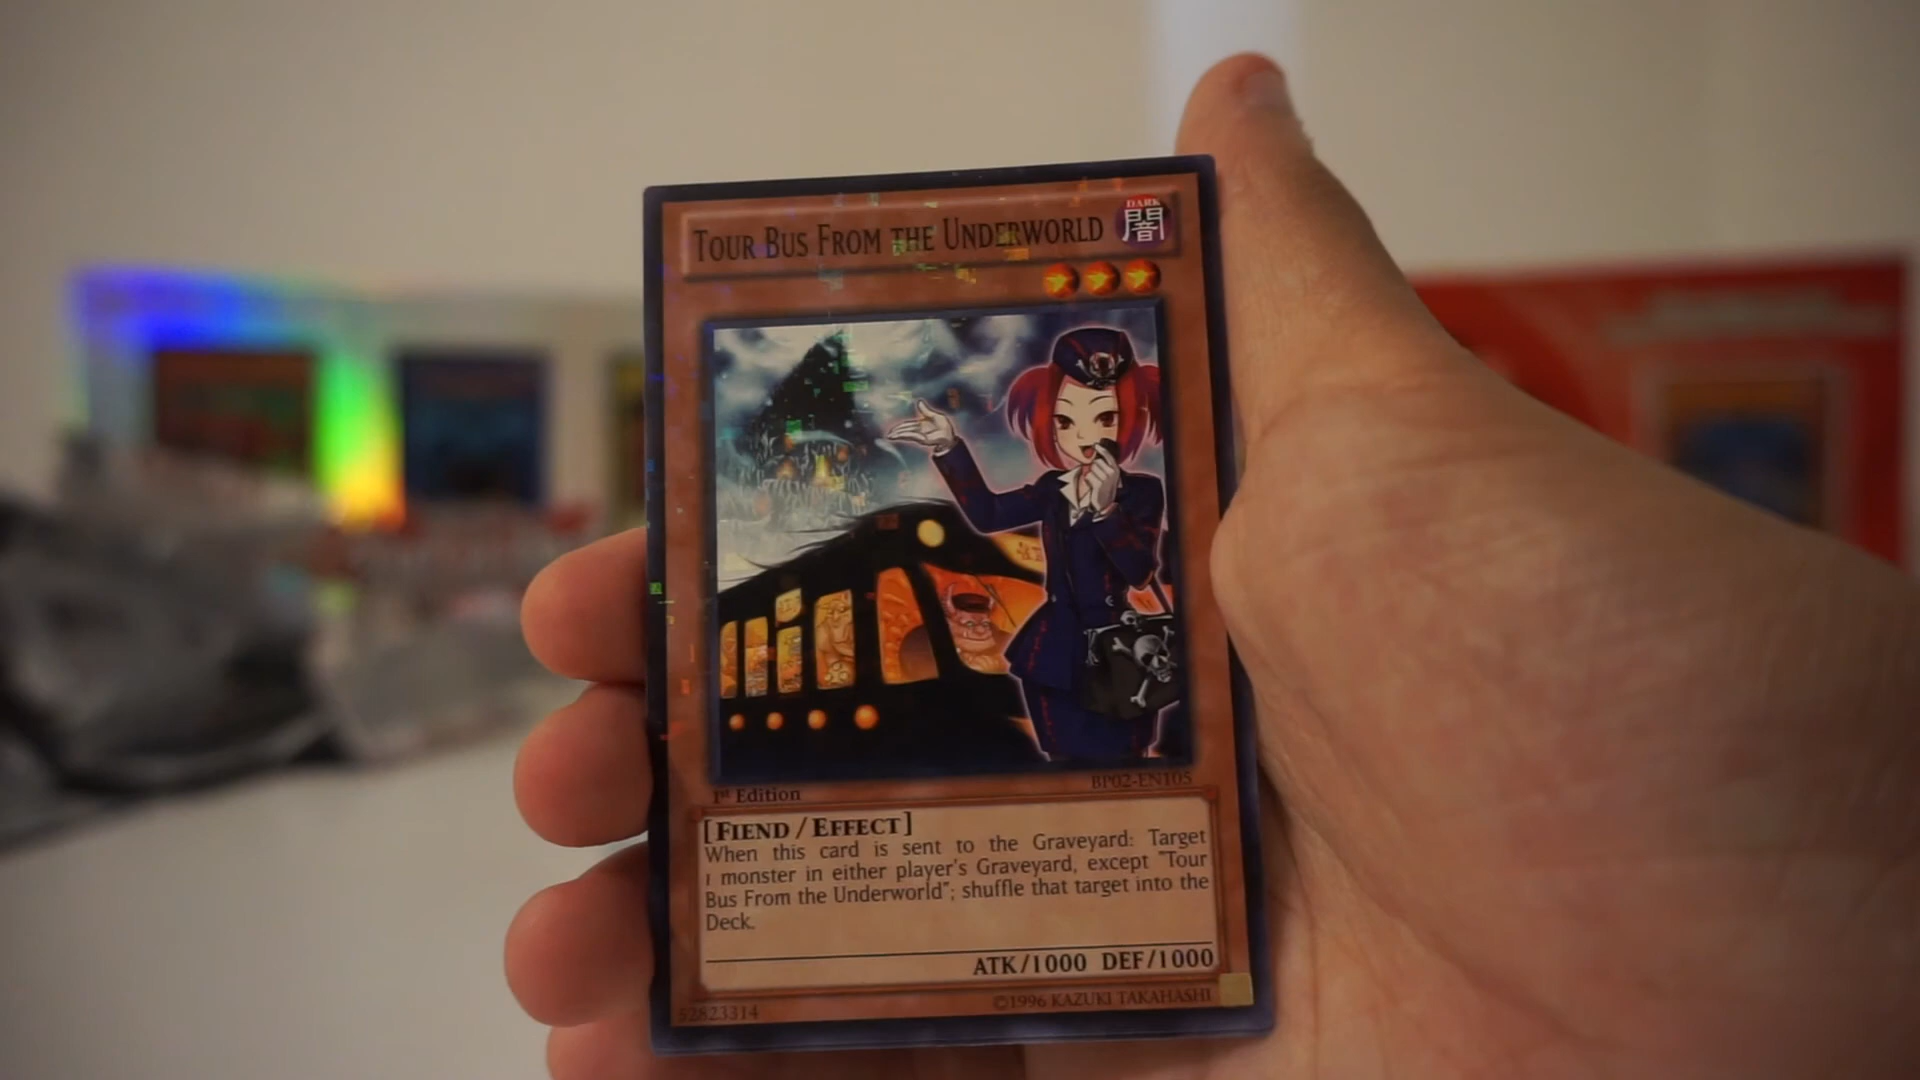 TOUR BUS FROM THE UNDERWORLD
DARK
闇
1st Edition
BP02-EN105
[FIEND/EFFECT]
When this card is sent to the Graveyard: Target
1 monster in either player's Graveyard, except "Tour
Bus From the Underworld"; shuffle that target into the
Deck.
ATK/1000 DEF/1000
52823314
©1996 KAZUKI TAKAHASHI